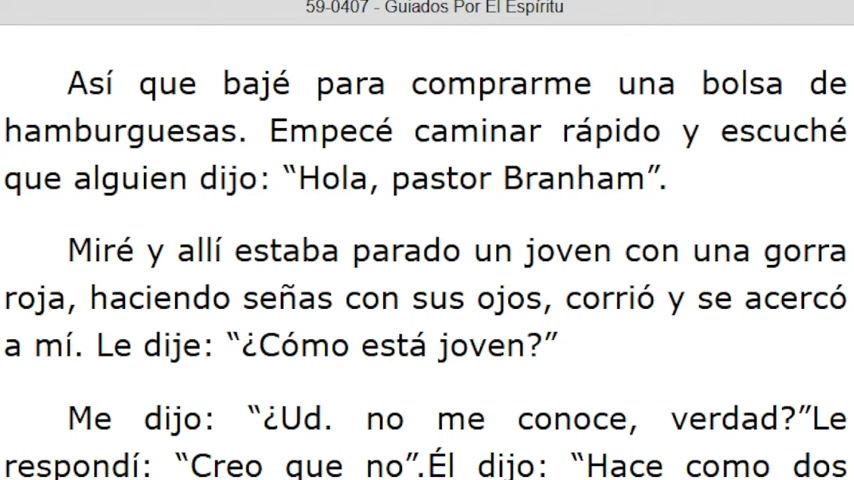 59-0407 - Guiados Por El Espíritu
Así que bajé para comprarme una bolsa de
hamburguesas. Empecé caminar rápido y escuché
que alguien dijo: “Hola, pastor Branham”.
Miré y allí estaba parado un joven con una gorra
roja, haciendo señas con sus ojos, corrió y se acercó
a mí. Le dije: “¿Cómo está joven?”
Me dijo: “¿Ud. no me conoce, verdad?”Le
respondí: “Creo que no”.Él dijo: “Hace como dos